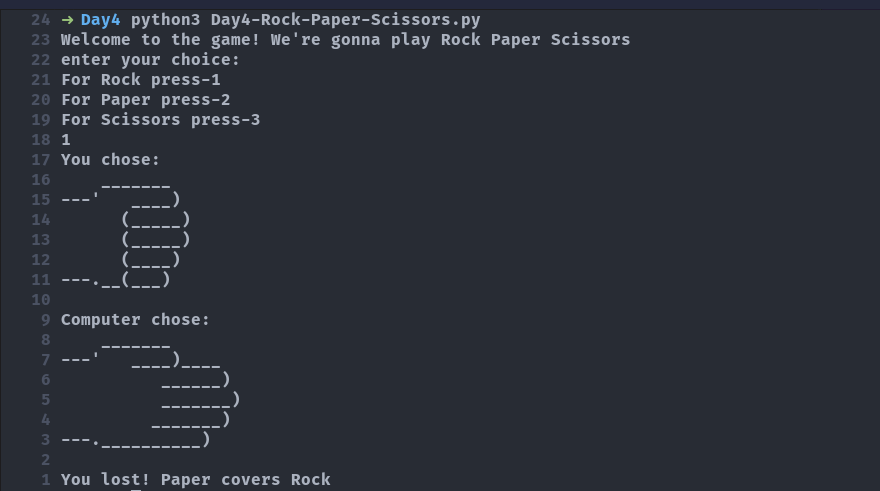 24 → Day4 python3 Day4-Rock-Paper-Scissors.py
23 Welcome to the game! We're gonna play Rock Paper Scissors
22 enter your choice:
21 For Rock press-1
20 For Paper press-2
19 For Scissors press-3
18 1
17 You chose:
16     _______
15 ---'   ____)
14       (_____)
13       (_____)
12       (____)
11 ---.__(___)
10
 9 Computer chose:
 8     _______
 7 ---'   ____)____
 6           ______)
 5           _______)
 4          _______)
 3 ---.__________)
 2
 1 You lost! Paper covers Rock